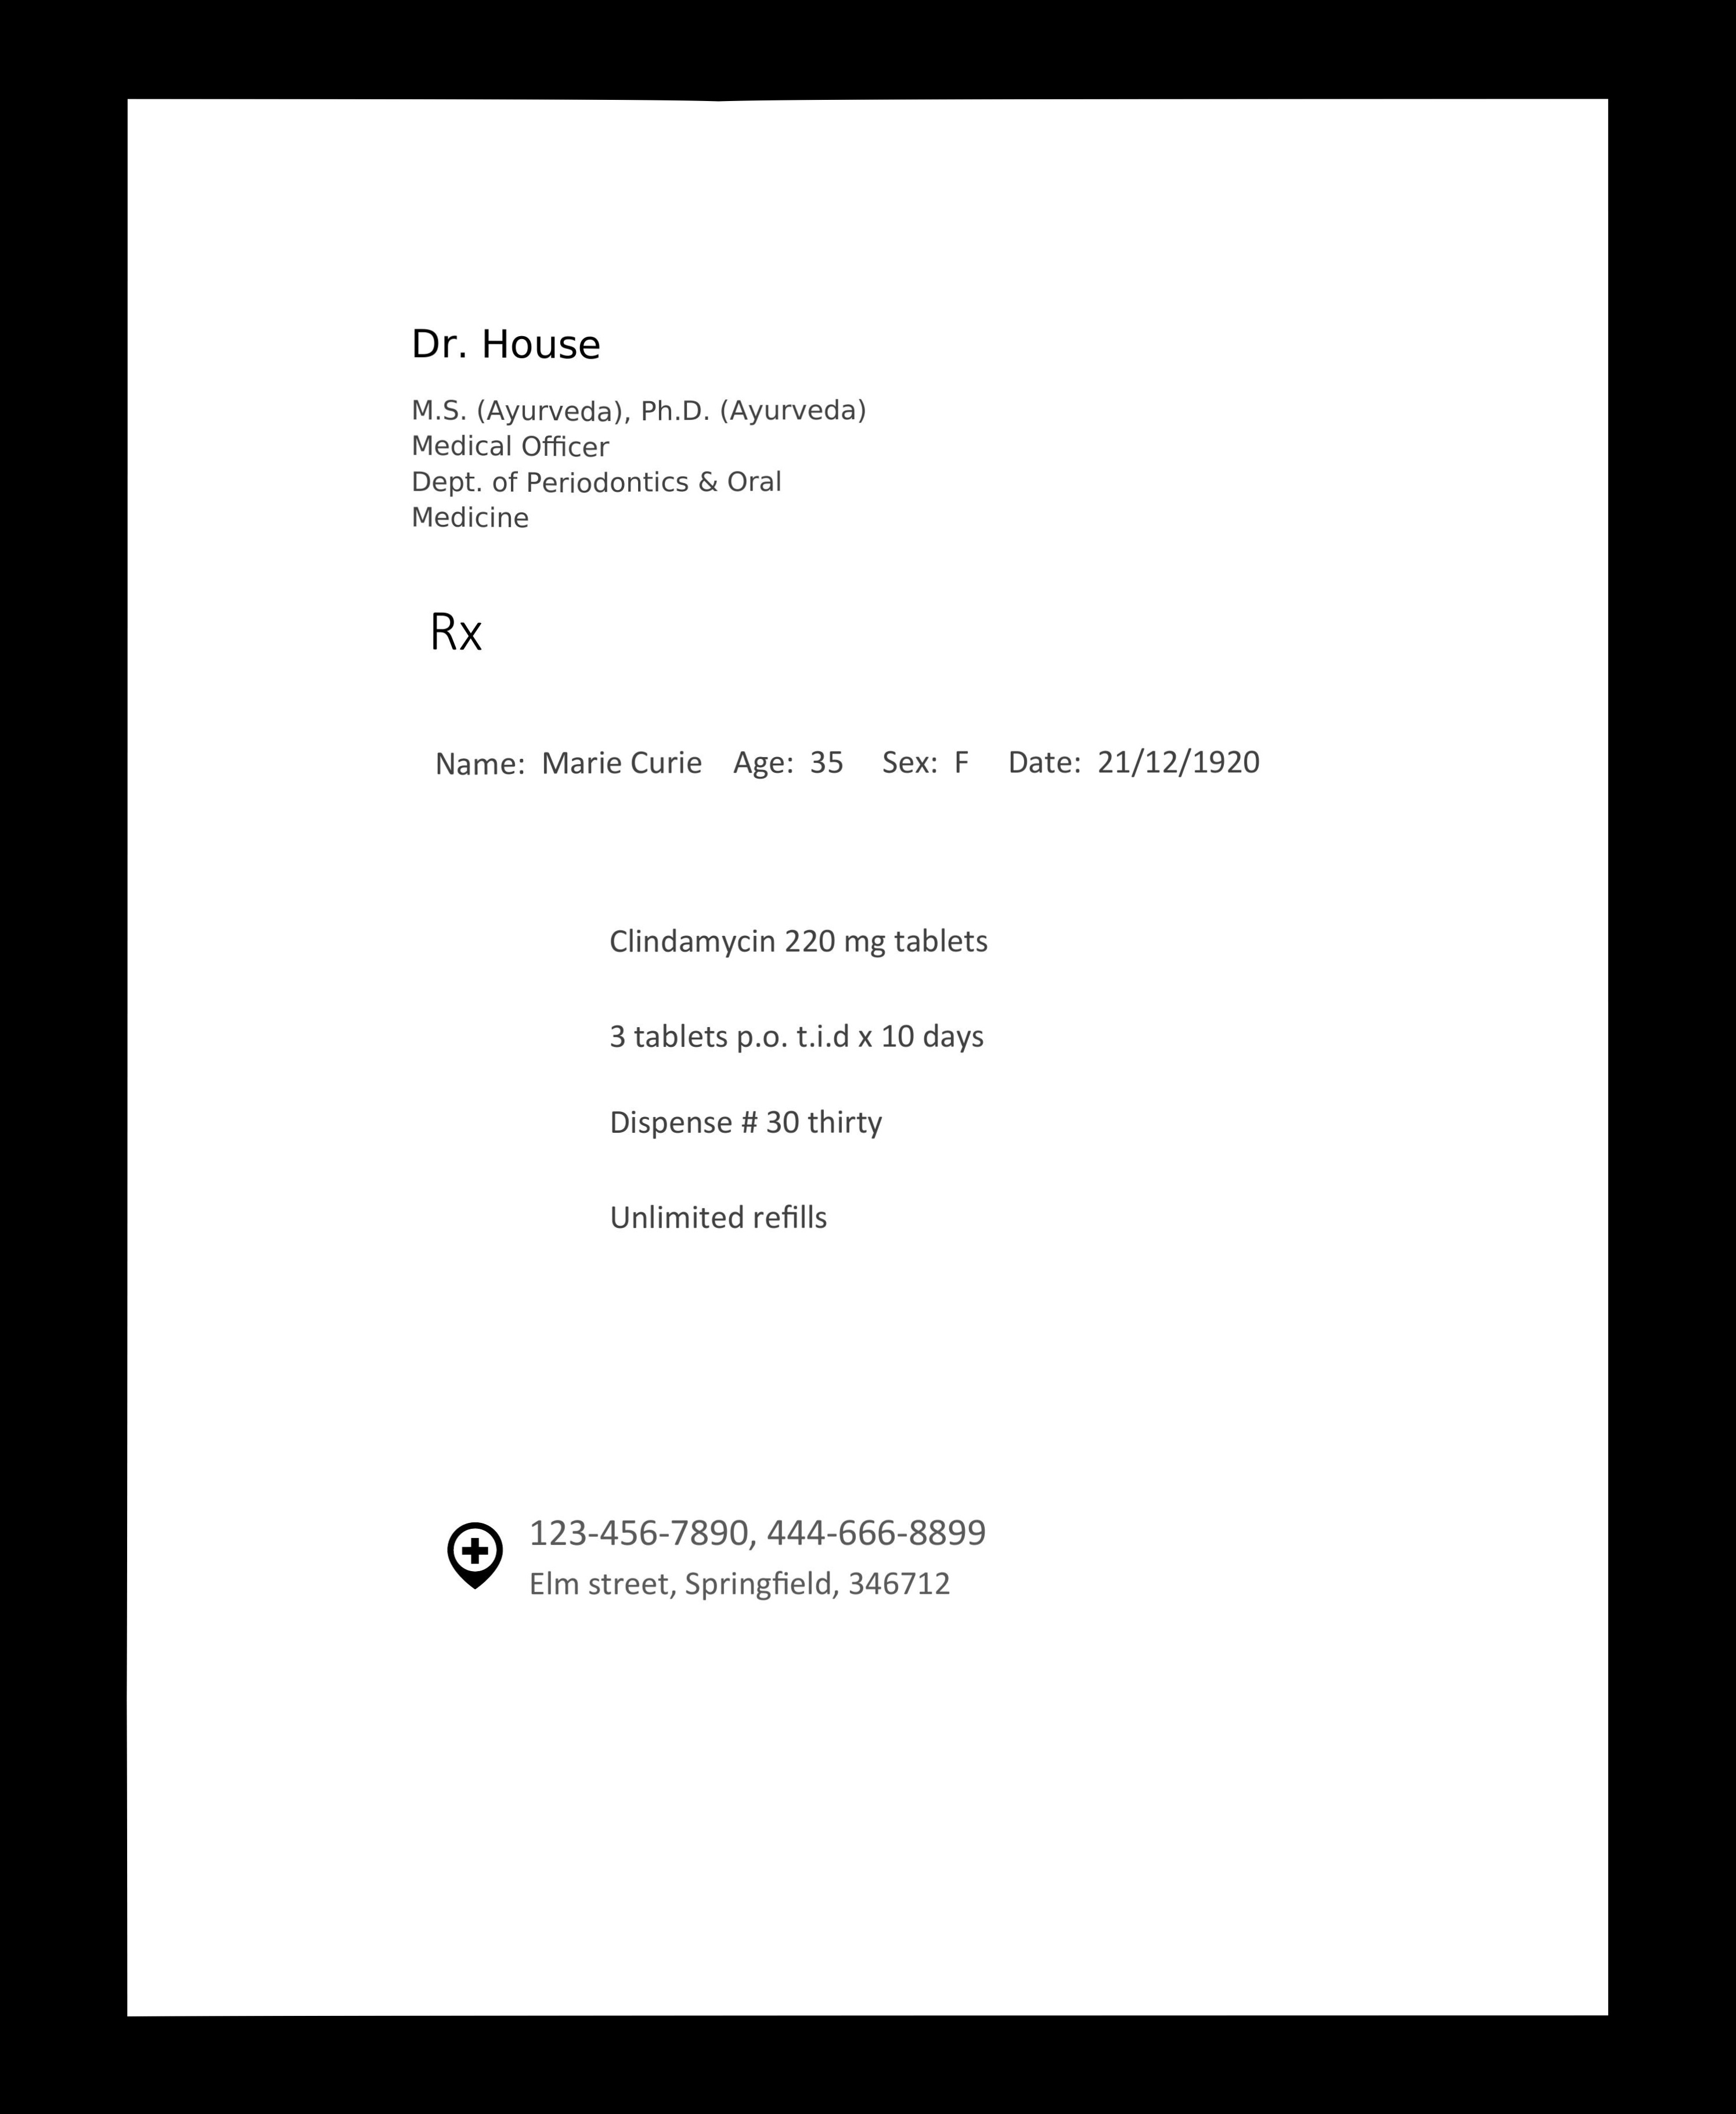 Dr. House
M.S. (Ayurveda), Ph.D. (Ayurveda)
Medical Officer
Dept. of Periodontics & Oral
Medicine
Rx
Name: Marie Curie Age: 35 Sex: F Date: 21/12/1920
Clindamycin 220 mg tablets
3 tablets p.o. t.i.d x 10 days
Dispense # 30 thirty
Unlimited refills
123-456-7890, 444-666-8899
Elm street, Springfield, 346712